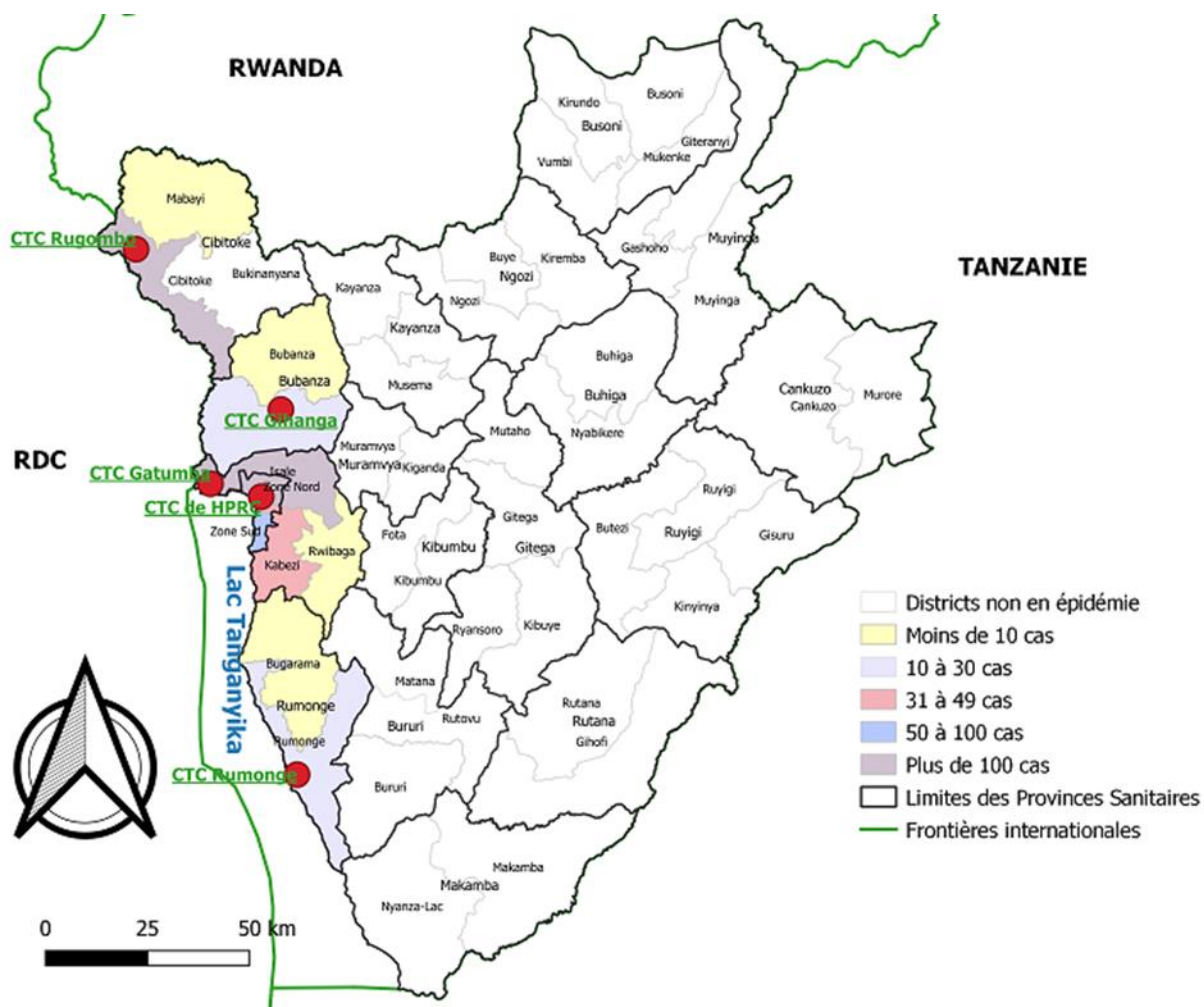 RWANDA
Kirundo
Busoni
Busoni
Giteranyi
Vumbi
Mukenke
Mabayi
CTC Rugombo
Cibitoke
Cibitoke
Bukinanyana
Buye
Kiremba
Ngozi
Ngozi
Gashoho
Muyinga
Muyinga
TANZANIE
Kayanza
Kayanza
Musema
Bubanza
Bubanza
CTC Gihanga
Buhiga
Buhiga
Nyabikere
Mutaho
Cankuzo
Cankuzo
Murore
RDC
CTC Gatumba
Isale
Zone Nord
CTC de HPRC
Zone Sud
Muramvya
Muramvya
Kiganda
Kabezi
Rwibaga
Fota
Kibumbu
Kibumbu
Gitega
Gitega
Butezi
Ruyigi
Ruyigi
Gisuru
Kinyinya
Ryansoro
Kibuye
Lac Tanganyika
Bugarama
Rumonge
Rumonge
CTC Rumonge
Matana
Bururi
Rutovu
Bururi
Rutana
Rutana
Gihofi
Makamba
Makamba
Nyanza-Lac
Districts non en épidémie
Moins de 10 cas
10 à 30 cas
31 à 49 cas
50 à 100 cas
Plus de 100 cas
Limites des Provinces Sanitaires
Frontières internationales
0 25 50 km